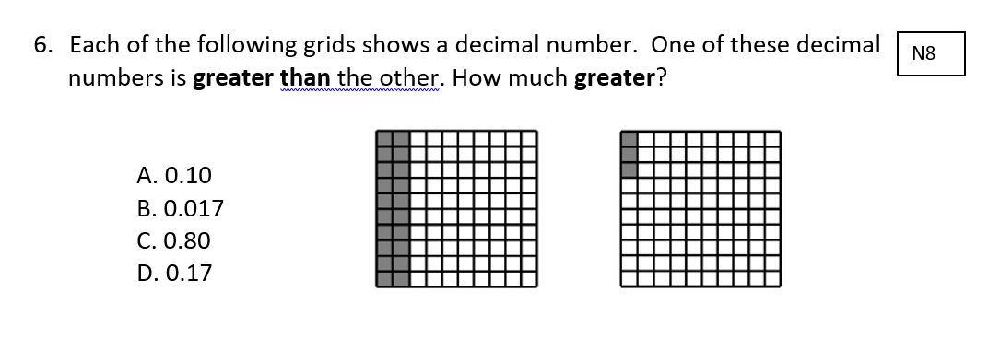 6. Each of the following grids shows a decimal number. One of these decimal
numbers is greater than the other. How much greater?
N8
A. 0.10
B. 0.017
C. 0.80
D. 0.17